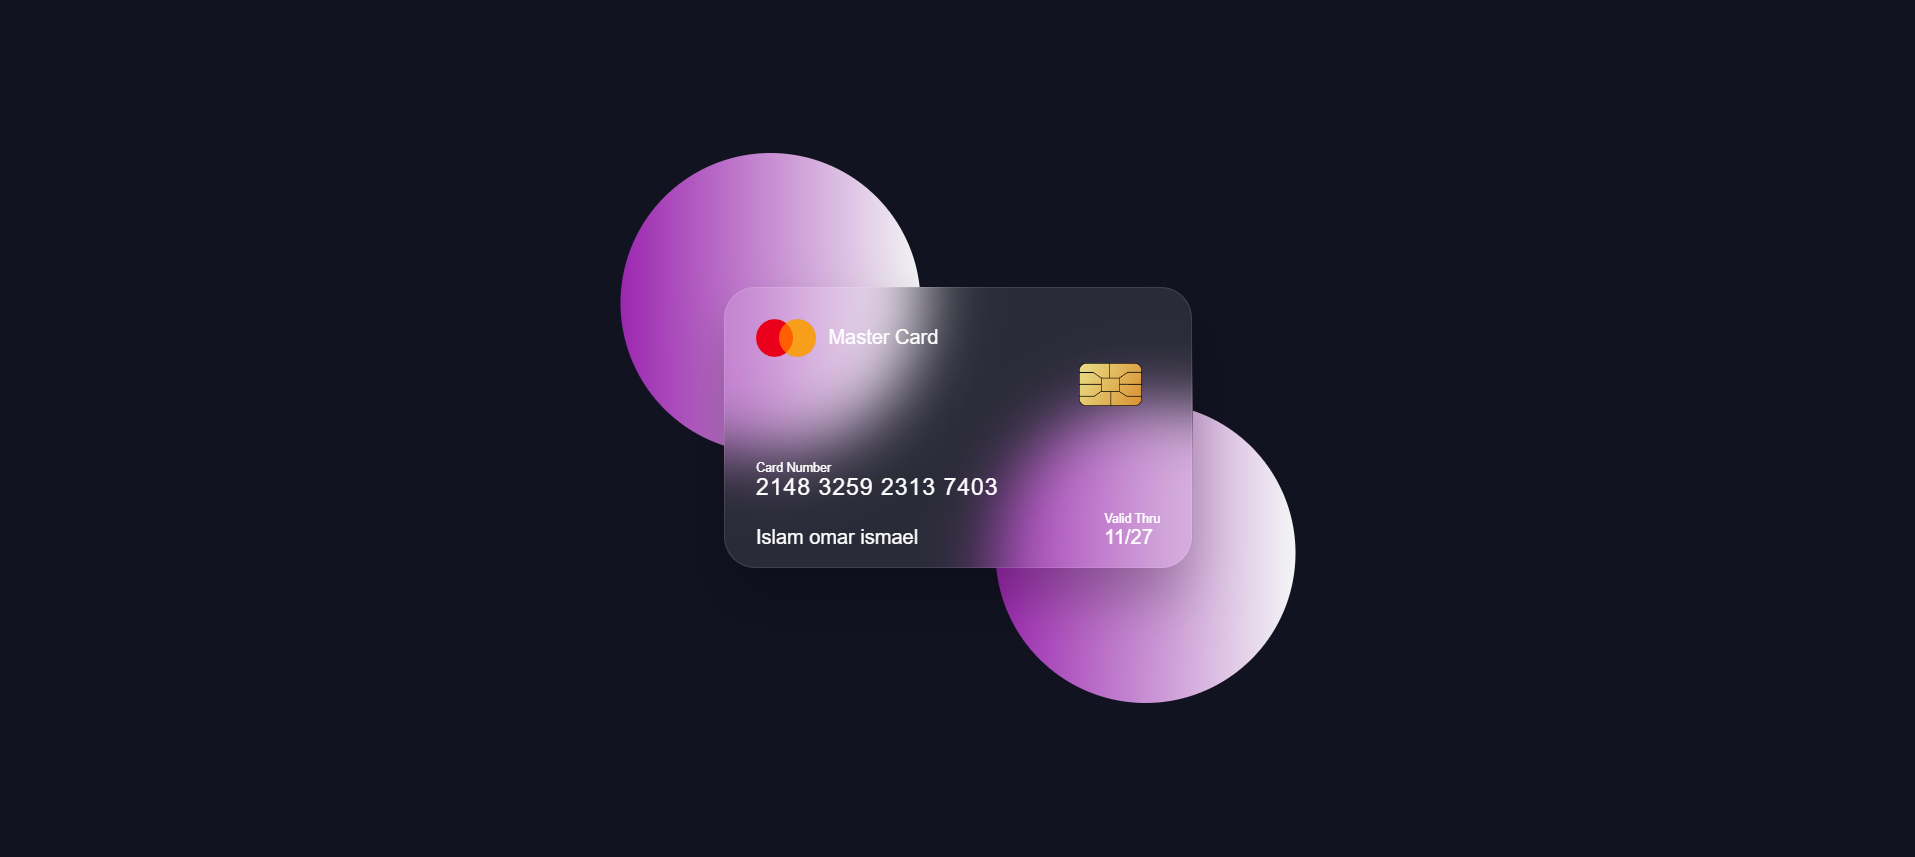 Master Card
Card Number
2148 3259 2313 7403
Valid Thru
Islam omar ismael
11/27